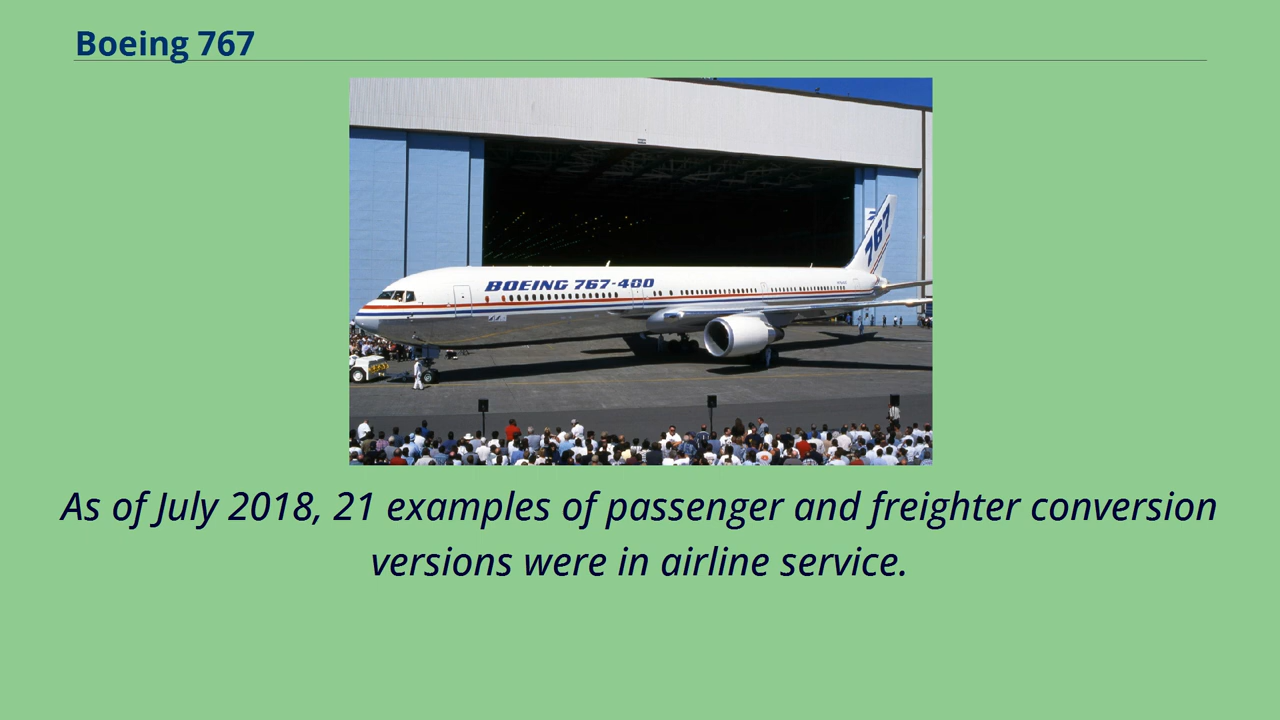 Boeing 767
767
BOEING 767-400
As of July 2018, 21 examples of passenger and freighter conversion
versions were in airline service.